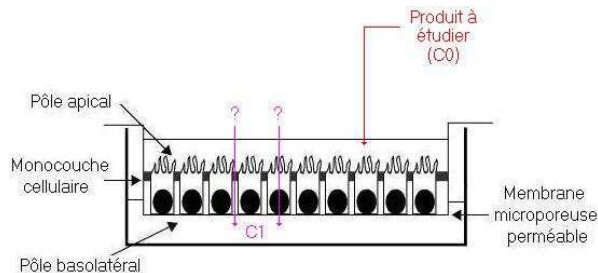 Produit à
étudier
(C0)
Pôle apical
?
?
Monocouche
cellulaire
Membrane
microporeuse
perméable
C1
Pôle basolatéral